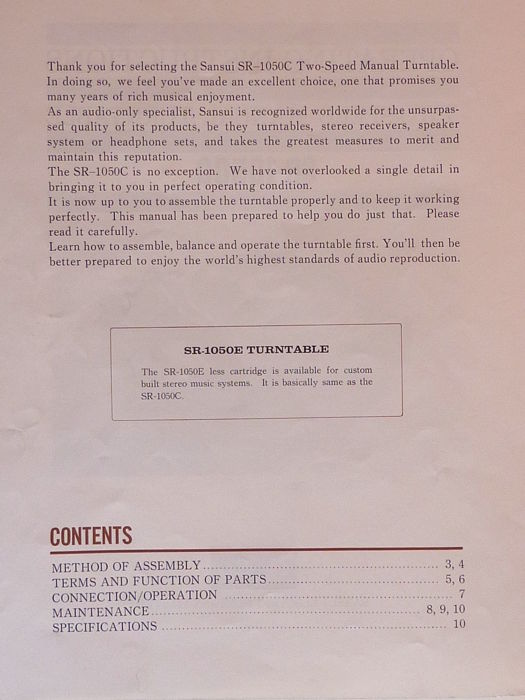 Thank you for selecting the Sansui SR-1050C Two-Speed Manual Turntable.
In doing so, we feel you've made an excellent choice, one that promises you
many years of rich musical enjoyment.
As an audio-only specialist, Sansui is recognized worldwide for the unsurpas-
sed quality of its products, be they turntables, stereo receivers, speaker
system or headphone sets, and takes the greatest measures to merit and
maintain this reputation.
The SR-1050C is no exception. We have not overlooked a single detail in
bringing it to you in perfect operating condition.
It is now up to you to assemble the turntable properly and to keep it working
perfectly. This manual has been prepared to help you do just that. Please
read it carefully.
Learn how to assemble, balance and operate the turntable first. You'll then be
better prepared to enjoy the world's highest standards of audio reproduction.
SR-1050E TURNTABLE
The SR-1050E less cartridge is available for custom
built stereo music systems. It is basically same as the
SR-1050C.
CONTENTS
METHOD OF ASSEMBLY ........................................ 3, 4
TERMS AND FUNCTION OF PARTS ........................................ 5, 6
CONNECTION/OPERATION ........................................ 7
MAINTENANCE ........................................ 8, 9, 10
SPECIFICATIONS ........................................ 10